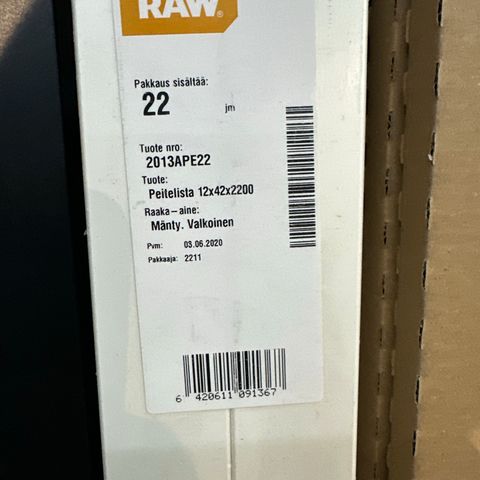 RAW®
Pakkaus sisältää:
22 jm
Tuote nro:
2013APE22
Tuote:
Peitelista 12x42x2200
Raaka-aine:
Mänty. Valkoinen
Pvm: 03.06.2020
Pakkaaja: 2211
6 420611 091367